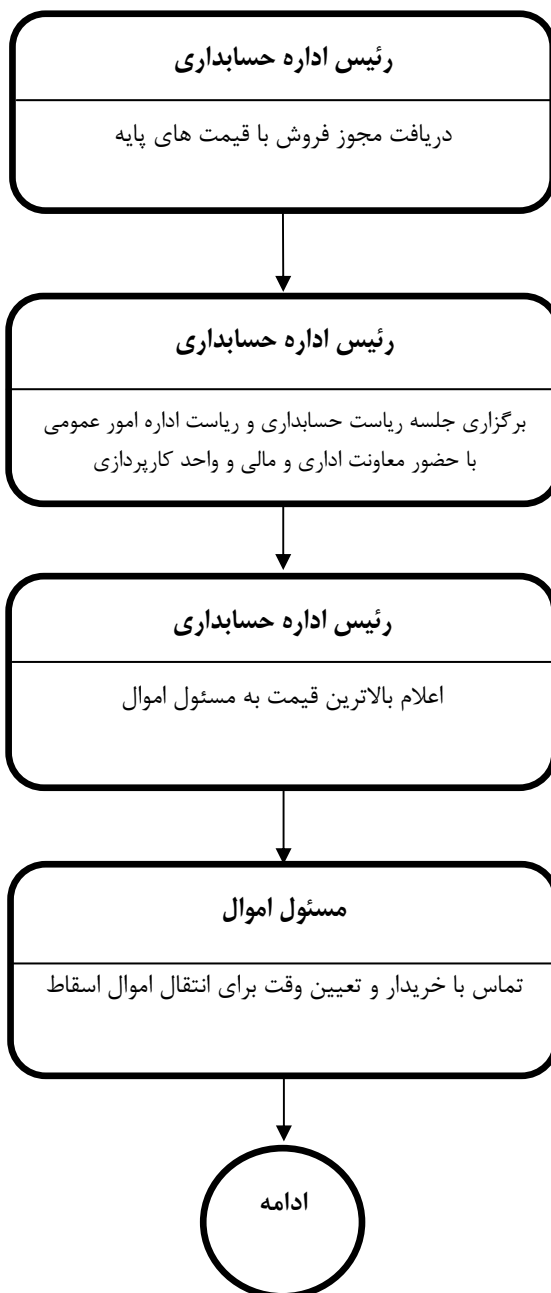 رئیس اداره حسابداری
دریافت مجوز فروش با قیمت های پایه
رئیس اداره حسابداری
برگزاری جلسه ریاست حسابداری و ریاست اداره امور عمومی
با حضور معاونت اداری و مالی و واحد کارپردازی
رئیس اداره حسابداری
اعلام بالاترین قیمت به مسئول اموال
مسئول اموال
تماس با خریدار و تعیین وقت برای انتقال اموال اسقاط
ادامه